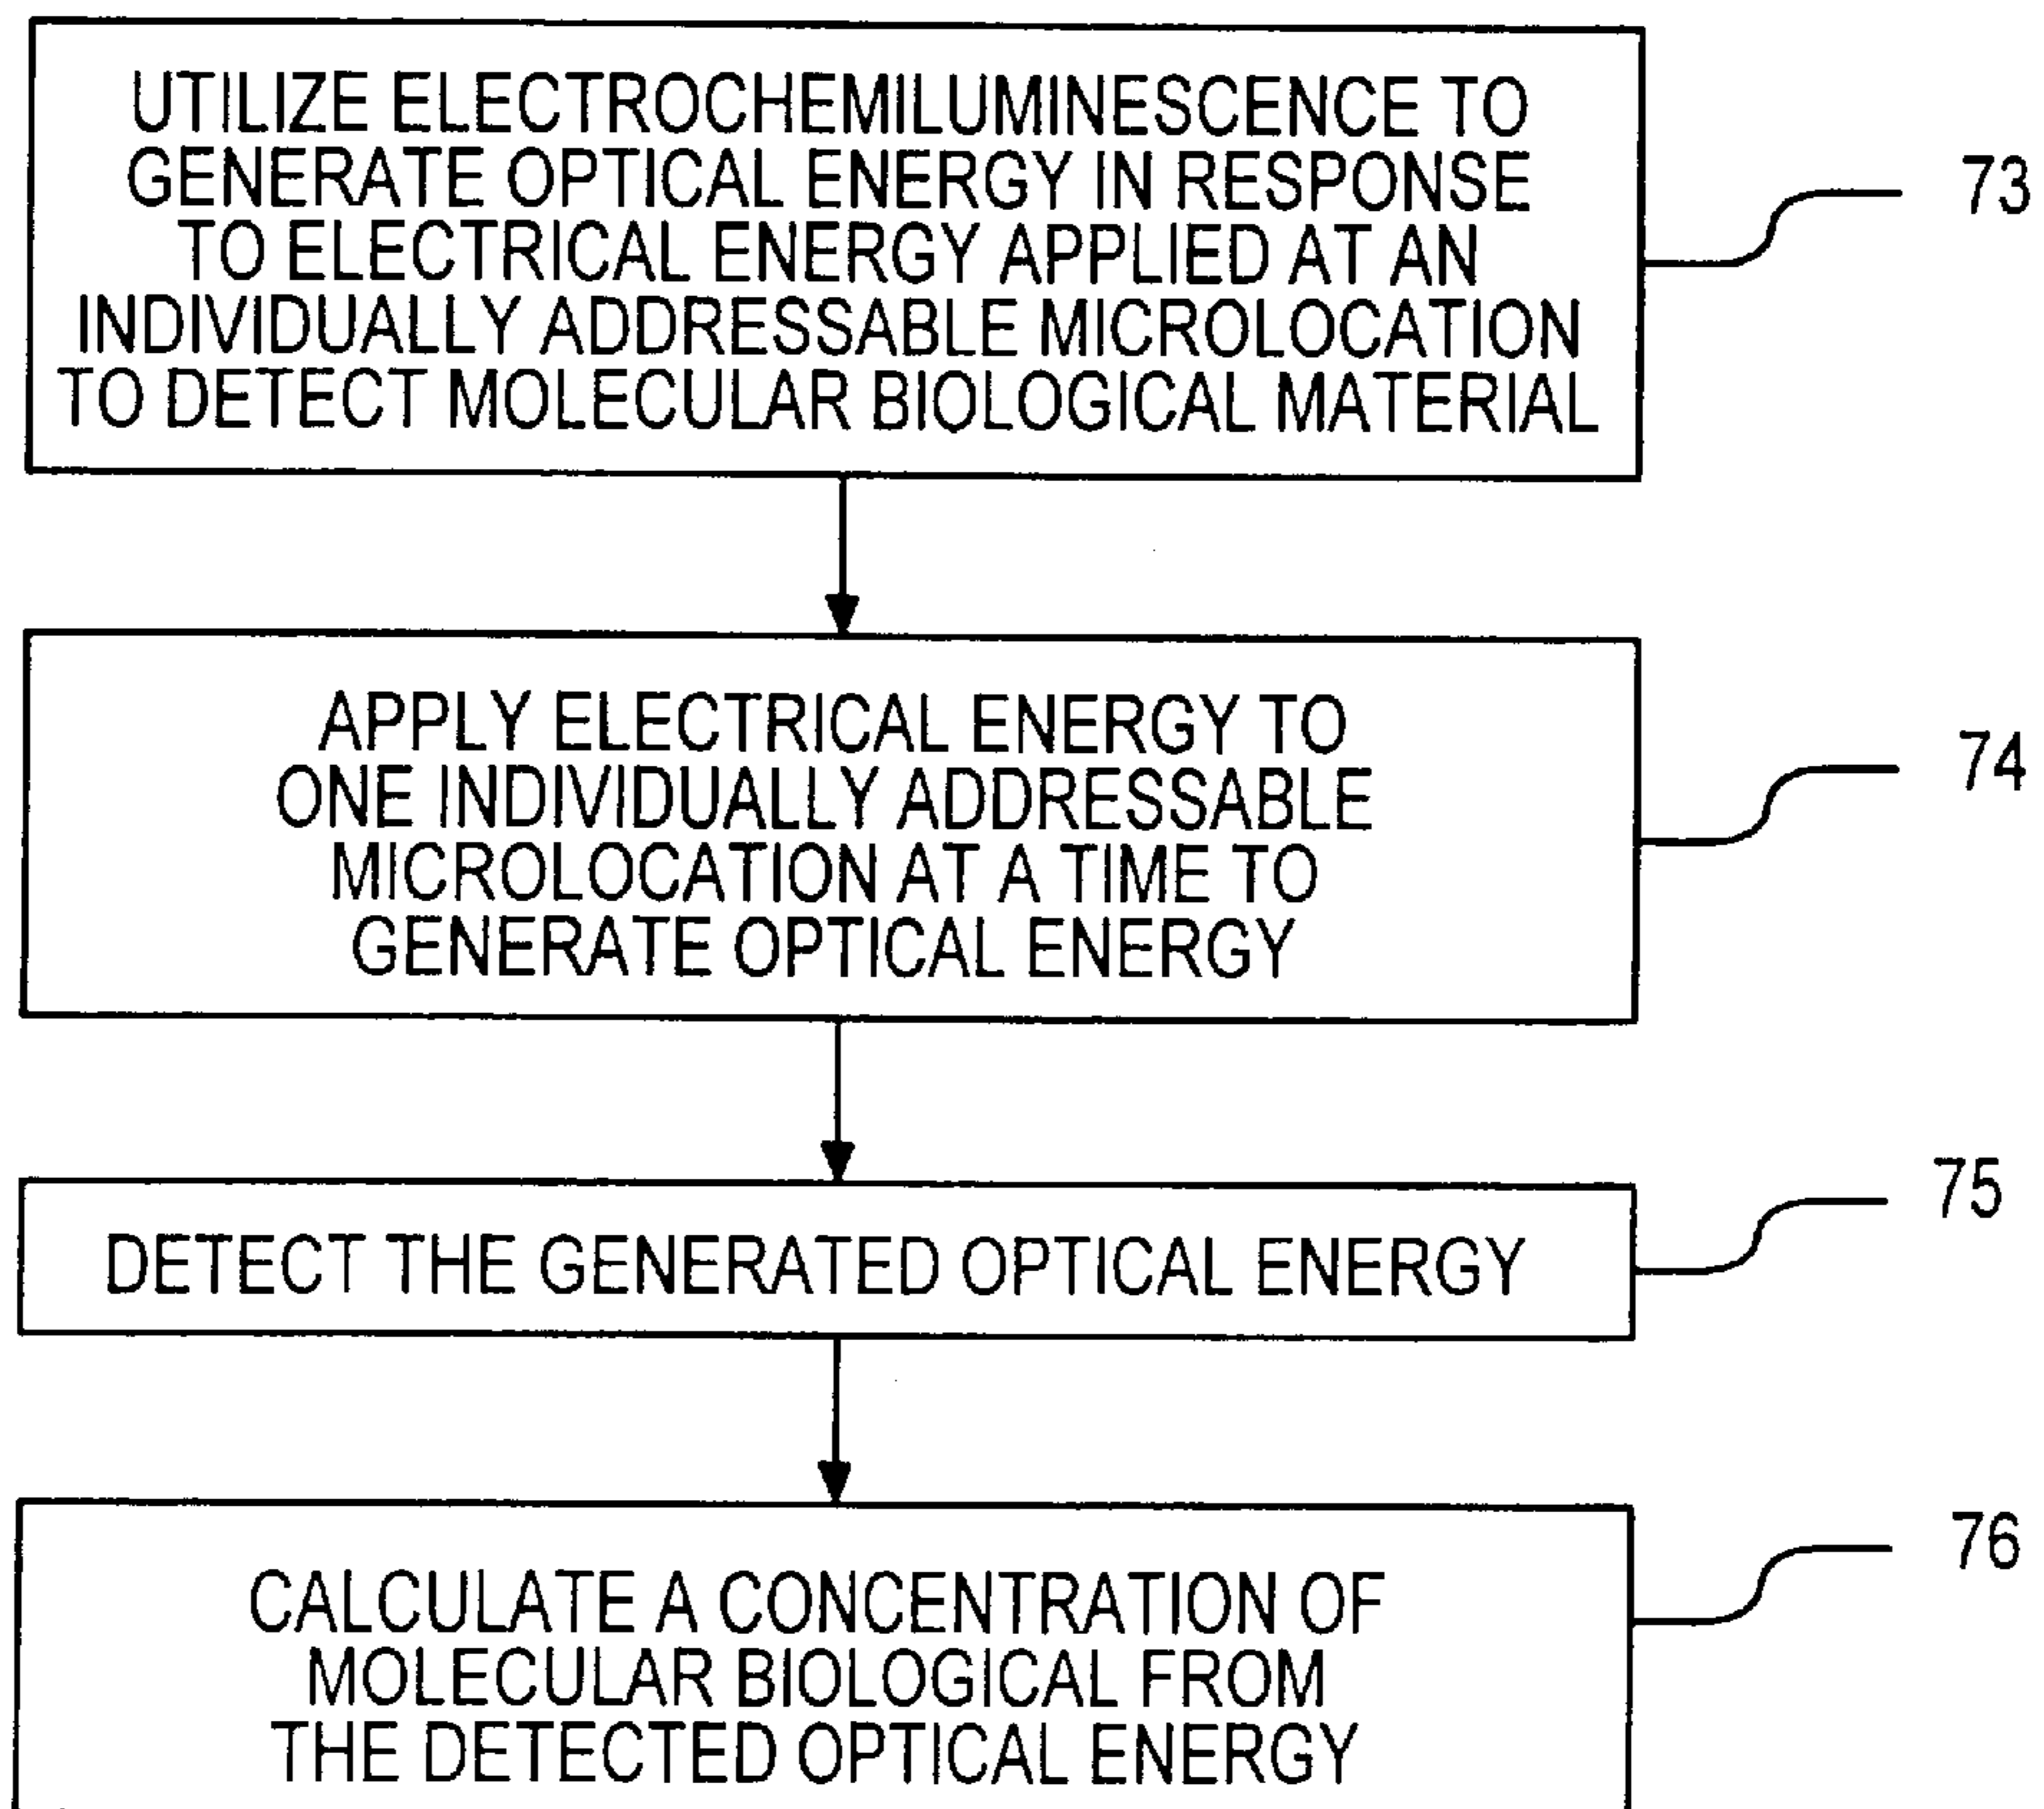 UTILIZE ELECTROCHEMILUMINESCENCE TO
GENERATE OPTICAL ENERGY IN RESPONSE
TO ELECTRICAL ENERGY APPLIED AT AN
INDIVIDUALLY ADDRESSABLE MICROLOCATION
TO DETECT MOLECULAR BIOLOGICAL MATERIAL
73
APPLY ELECTRICAL ENERGY TO
ONE INDIVIDUALLY ADDRESSABLE
MICROLOCATION AT A TIME TO
GENERATE OPTICAL ENERGY
74
DETECT THE GENERATED OPTICAL ENERGY
75
CALCULATE A CONCENTRATION OF
MOLECULAR BIOLOGICAL FROM
THE DETECTED OPTICAL ENERGY
76